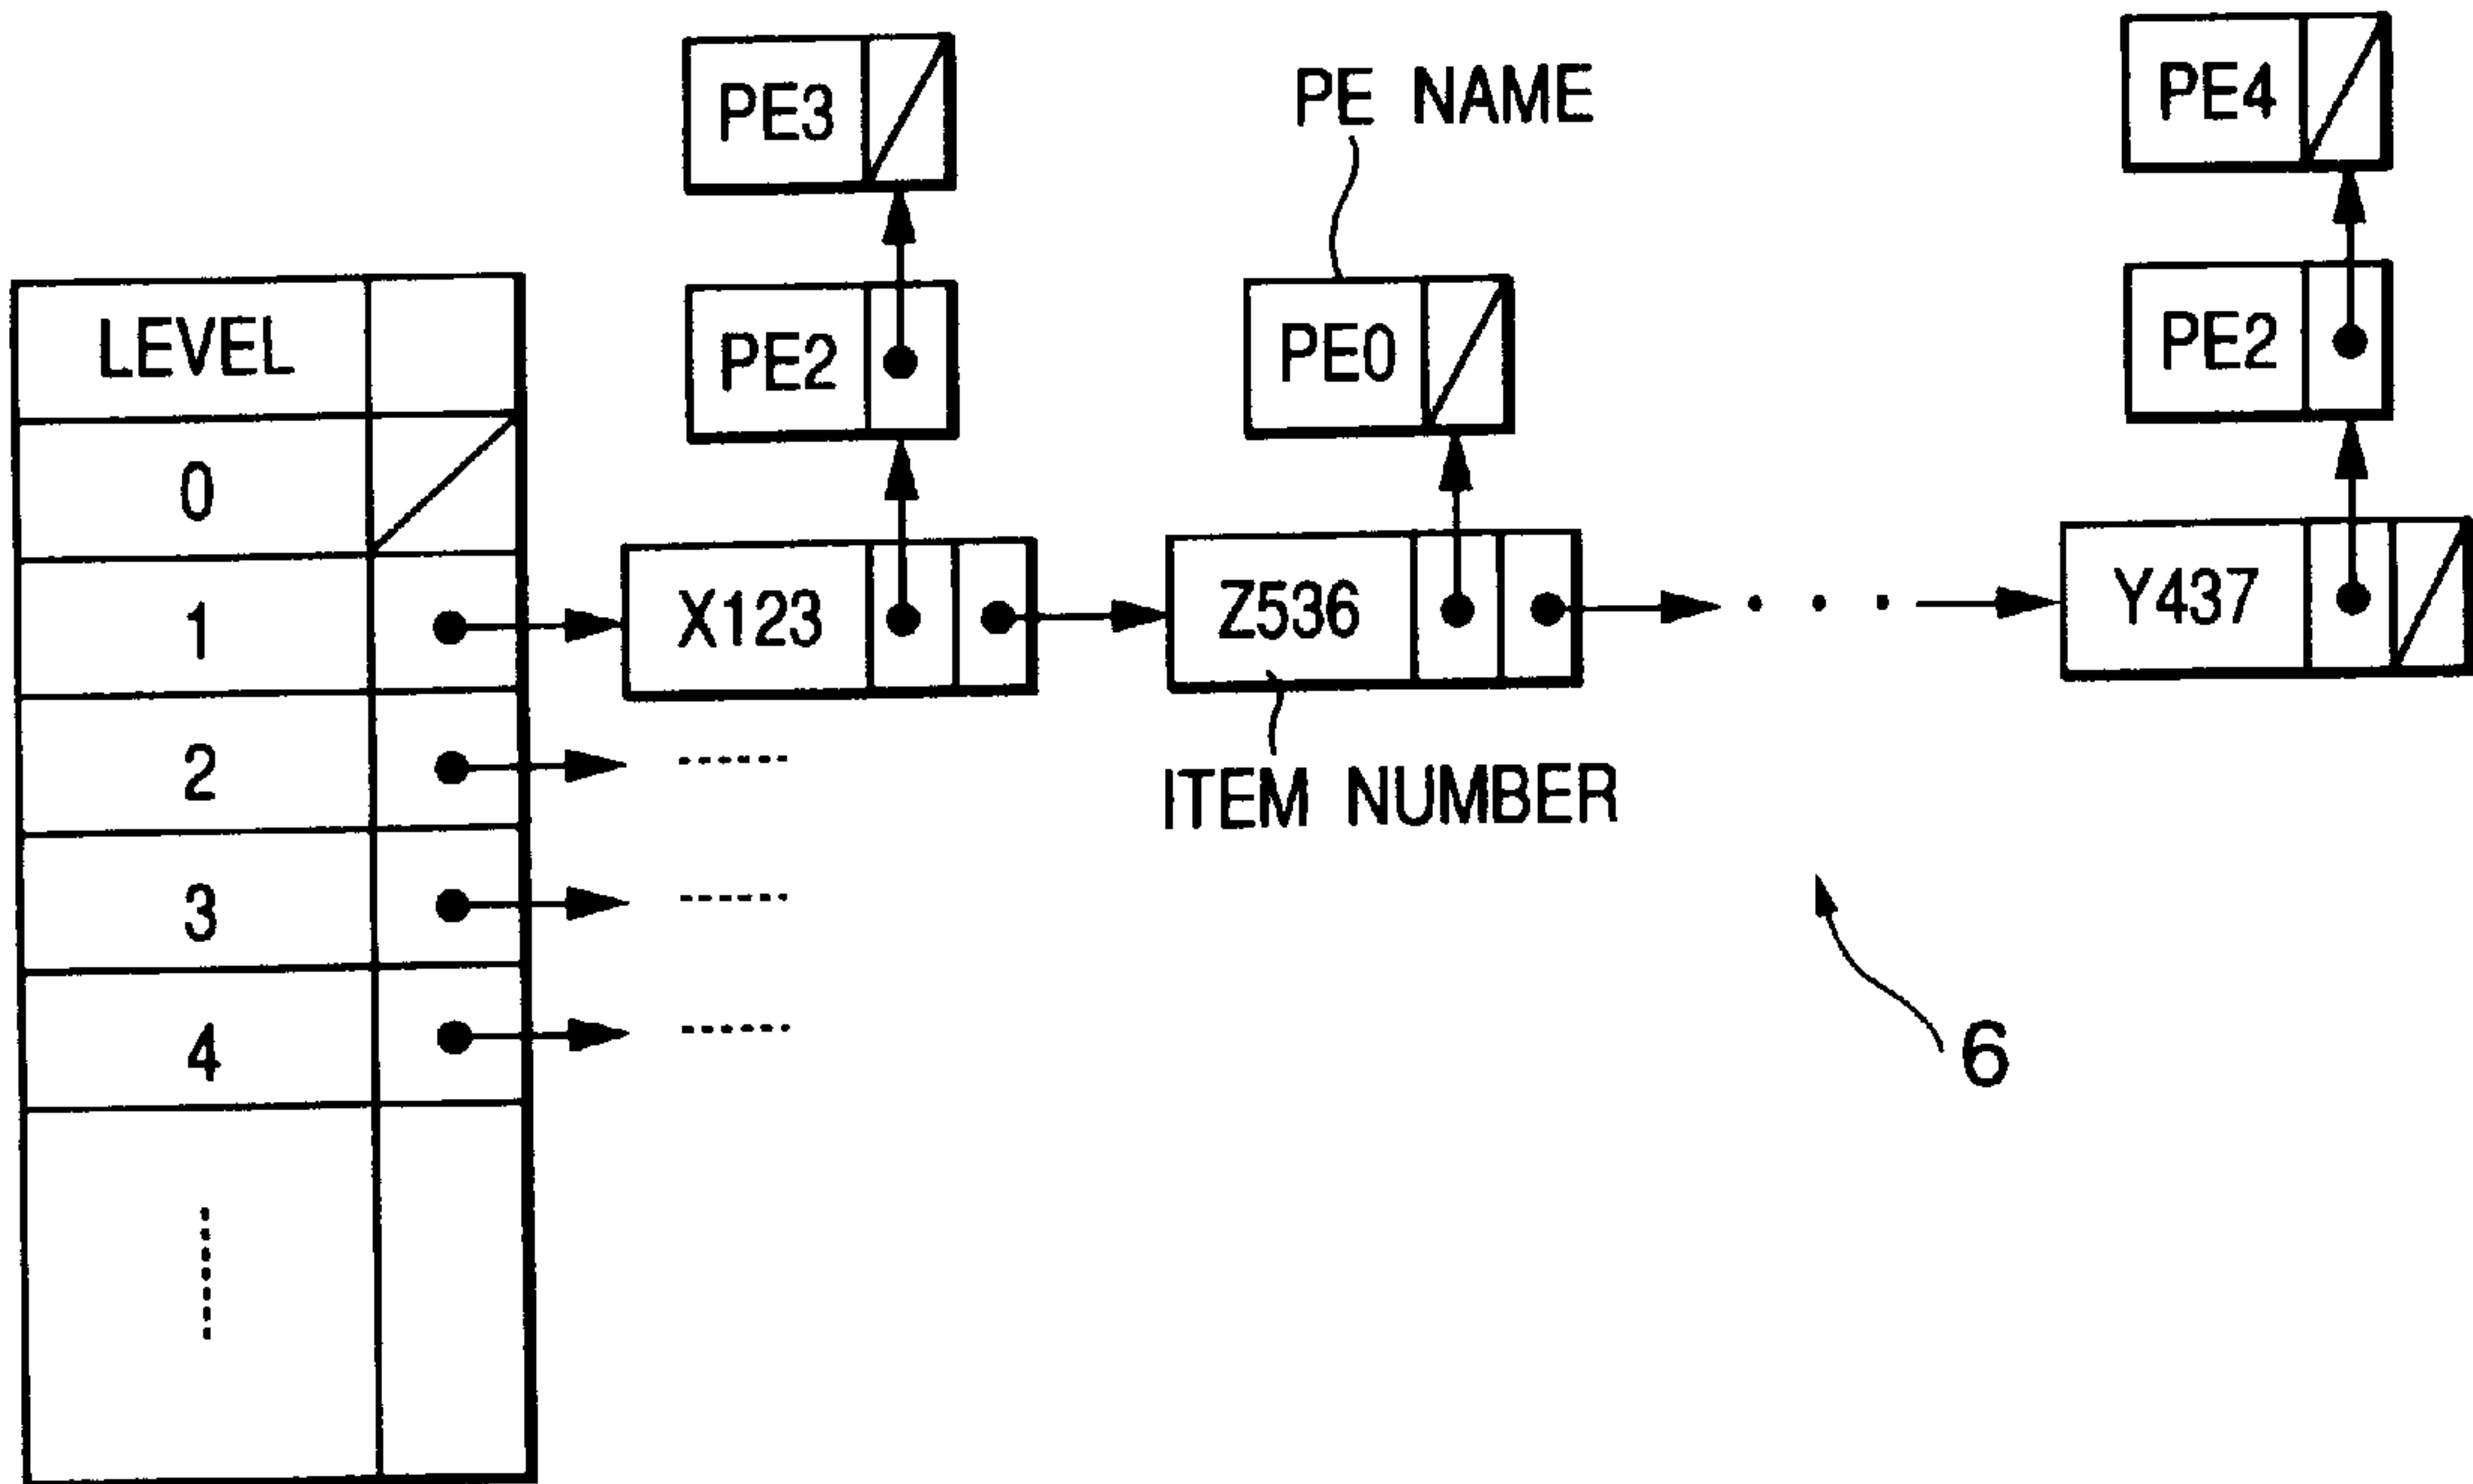 PE3
PE NAME
PE4
LEVEL
PE2
PE0
PE2
0
1
X123
Z536
Y437
2
ITEM NUMBER
3
4
6